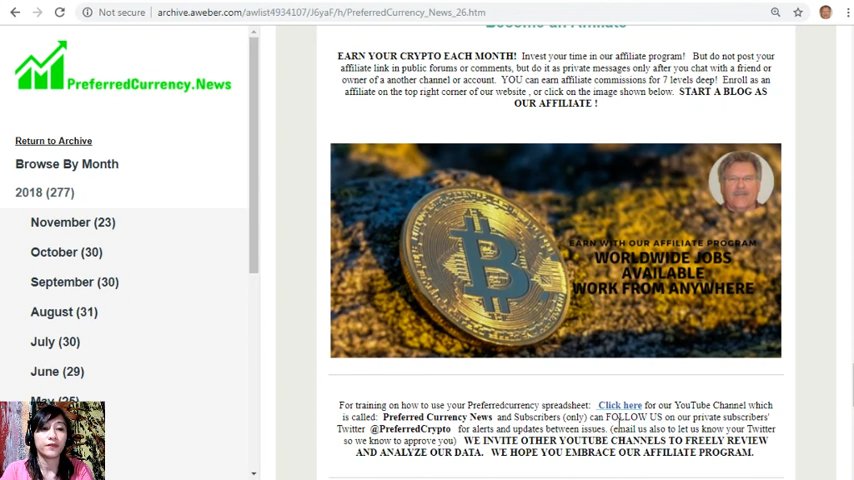 Not secure | archive.aweber.com/awlist4934107/J6yaF/h/PreferredCurrency_News_26.htm
PreferredCurrency.News
Return to Archive
Browse By Month
2018 (277)
November (23)
October (30)
September (30)
August (31)
July (30)
June (29)
Become an Affiliate
EARN YOUR CRYPTO EACH MONTH! Invest your time in our affiliate program! But do not post your
affiliate link in public forums or comments, but do it as private messages only after you chat with a friend or
owner of a another channel or account. YOU can earn affiliate commissions for 7 levels deep! Enroll as an
affiliate on the top right corner of our website , or click on the image shown below. START A BLOG AS
OUR AFFILIATE !
EARN WITH OUR AFFILIATE PROGRAM
WORLDWIDE JOBS
AVAILABLE
WORK FROM ANYWHERE
For training on how to use your Preferredcurrency spreadsheet: Click here for our YouTube Channel which
is called: Preferred Currency News and Subscribers (only) can FOLLOW US on our private subscribers'
Twitter @PreferredCrypto for alerts and updates between issues. (email us also to let us know your Twitter
so we know to approve you) WE INVITE OTHER YOUTUBE CHANNELS TO FREELY REVIEW
AND ANALYZE OUR DATA. WE HOPE YOU EMBRACE OUR AFFILIATE PROGRAM.